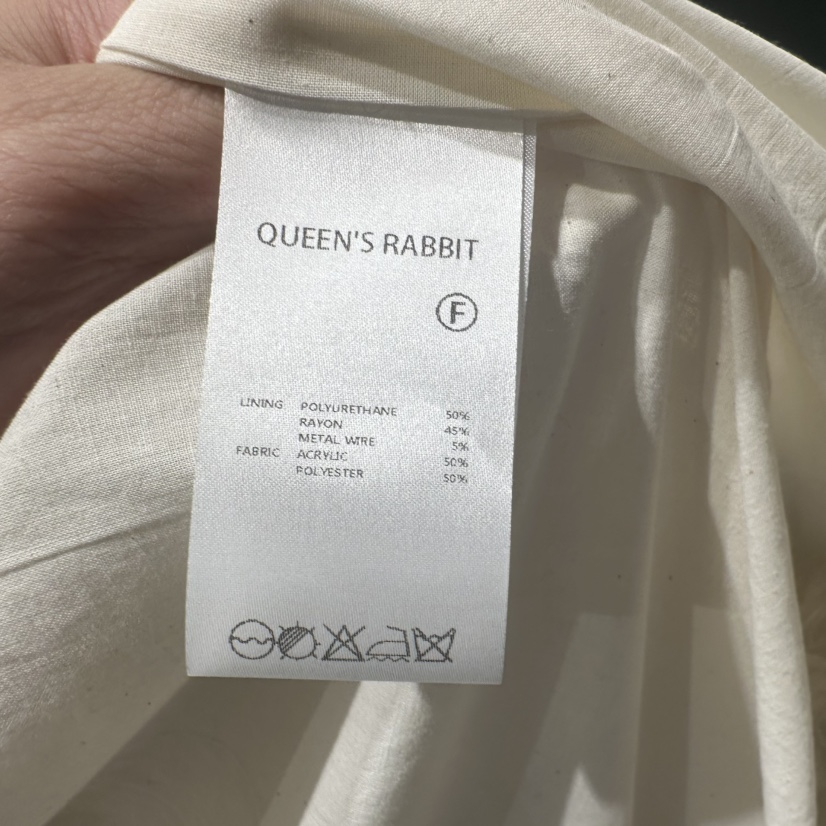 QUEEN'S RABBIT
F
LINING POLYURETHANE 50%
RAYON 45%
METAL WIRE 5%
FABRIC ACRYLIC 50%
POLYESTER 50%